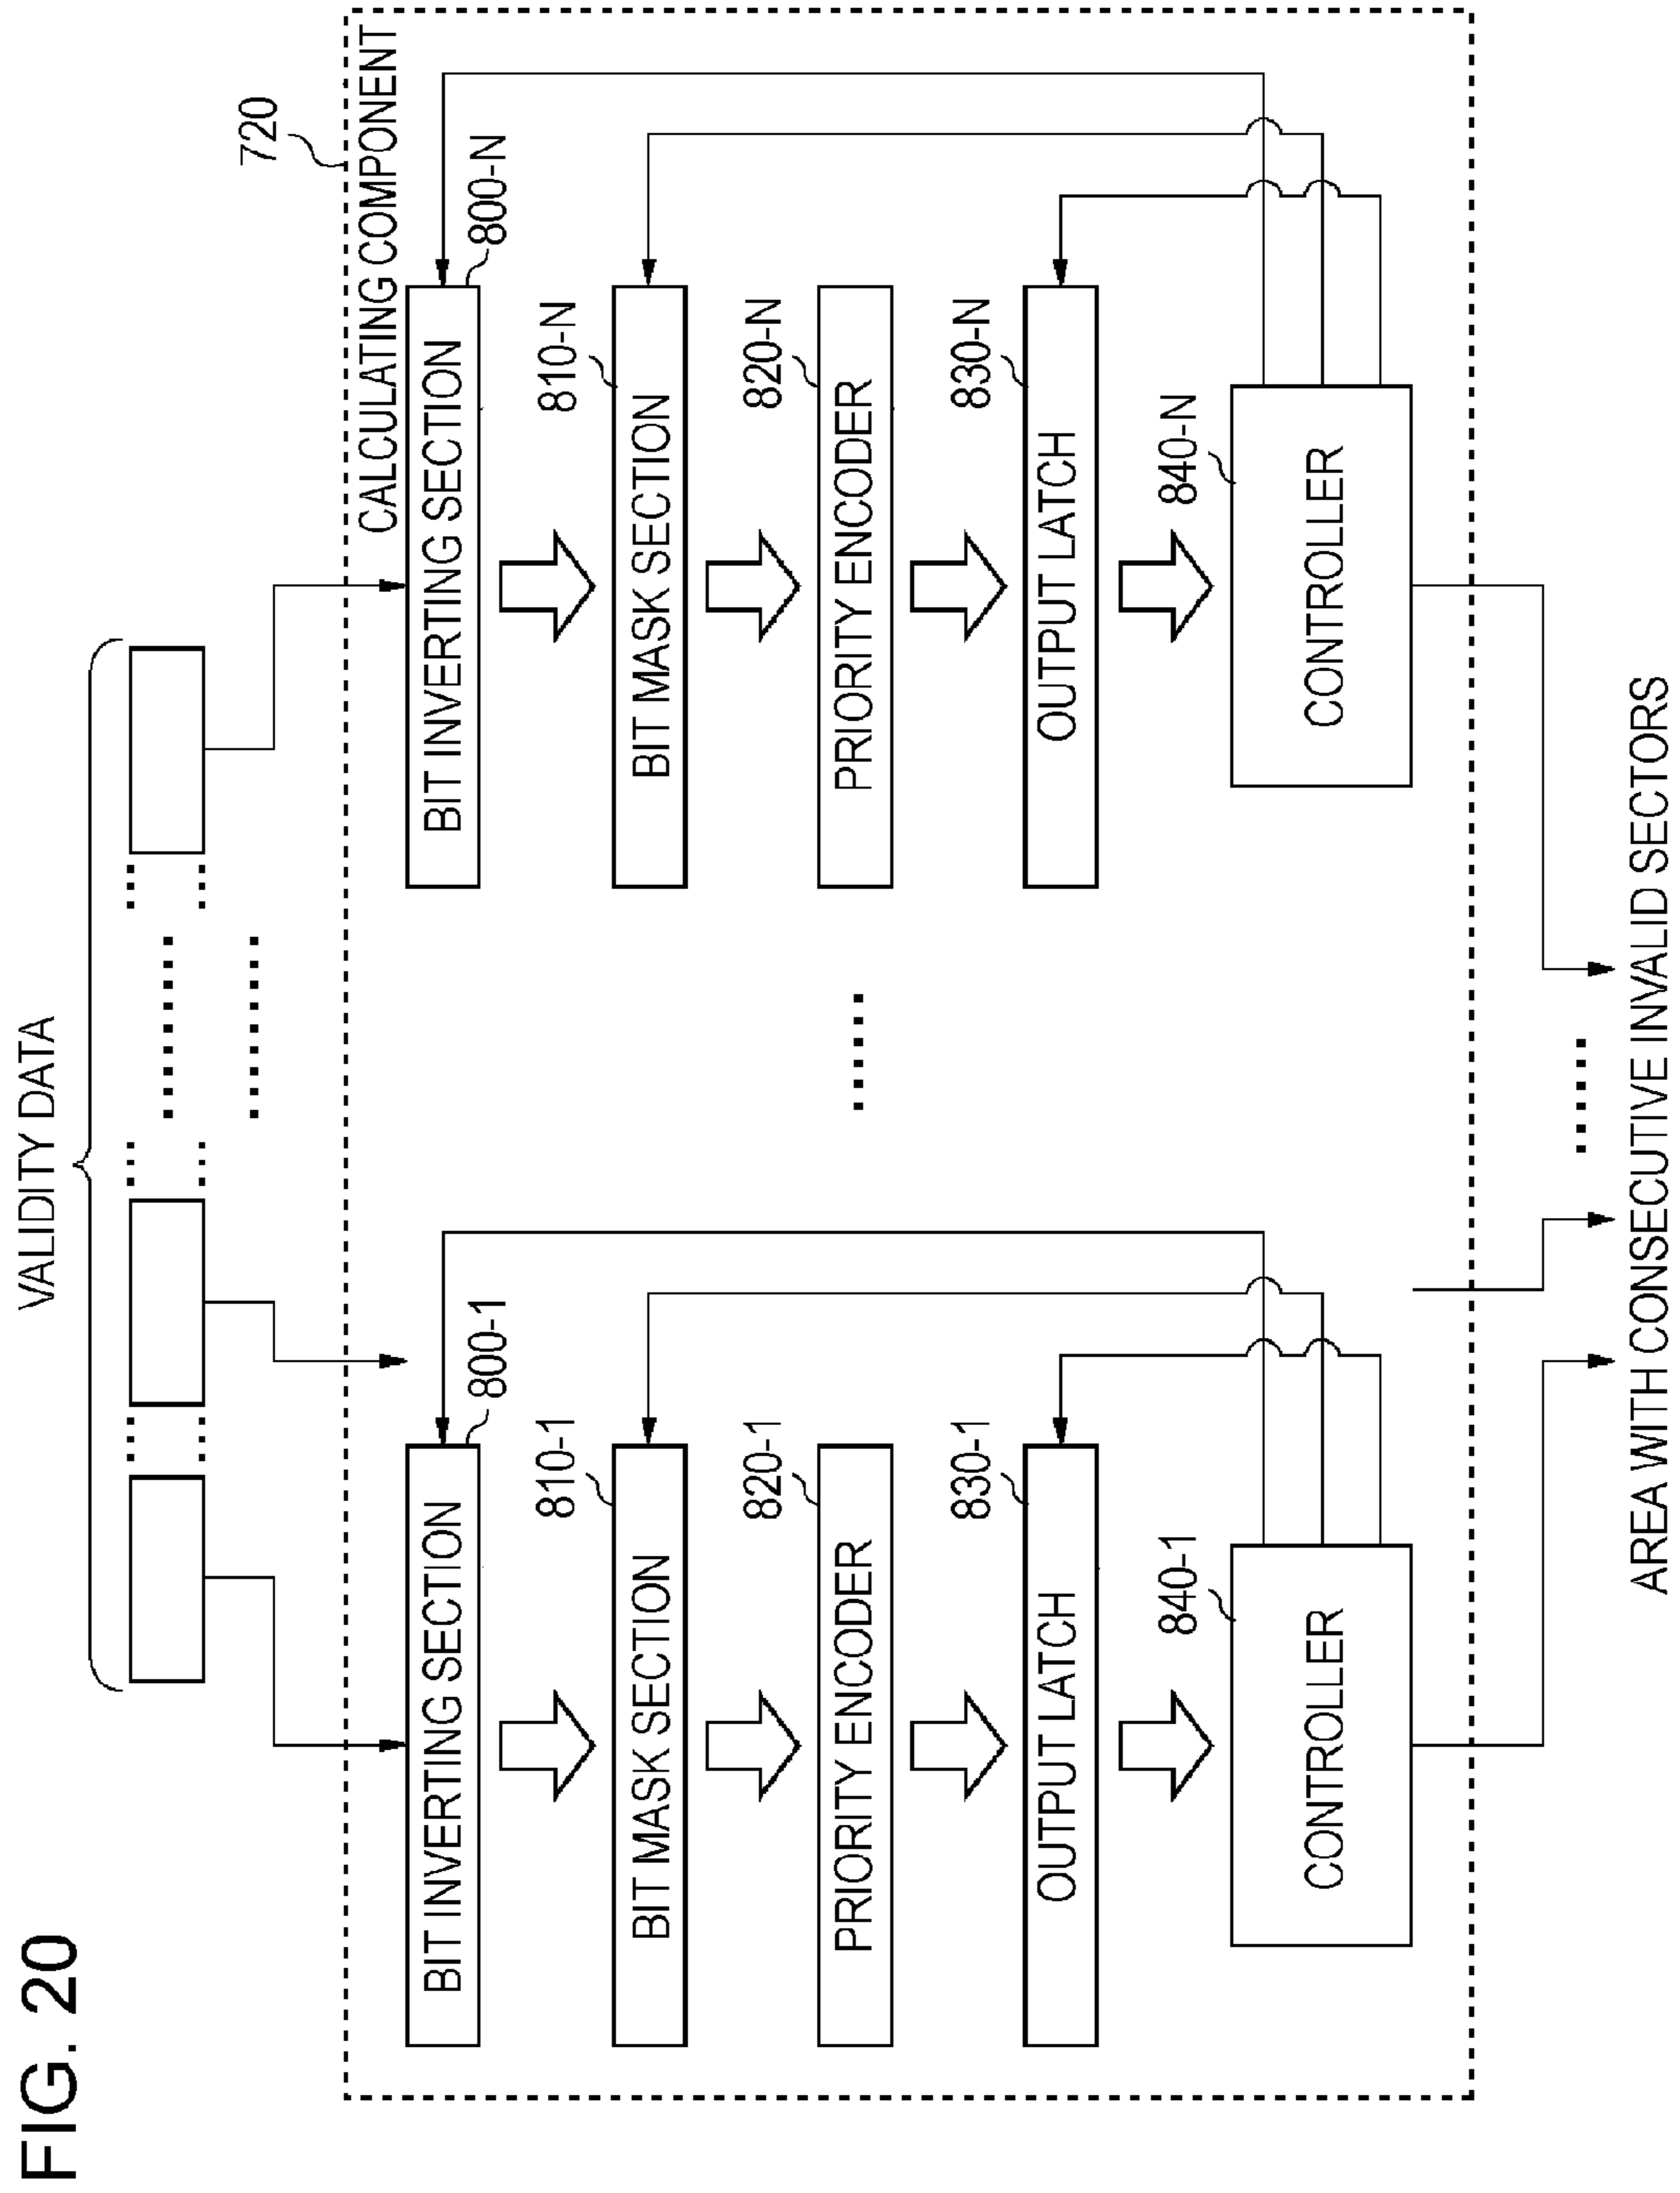 FIG. 20
VALIDITY DATA
720
CALCULATING COMPONENT
BIT INVERTING SECTION
800-1
BIT INVERTING SECTION
800-N
810-1
BIT MASK SECTION
810-N
BIT MASK SECTION
820-1
PRIORITY ENCODER
820-N
PRIORITY ENCODER
830-1
OUTPUT LATCH
830-N
OUTPUT LATCH
840-1
CONTROLLER
840-N
CONTROLLER
AREA WITH CONSECUTIVE INVALID SECTORS